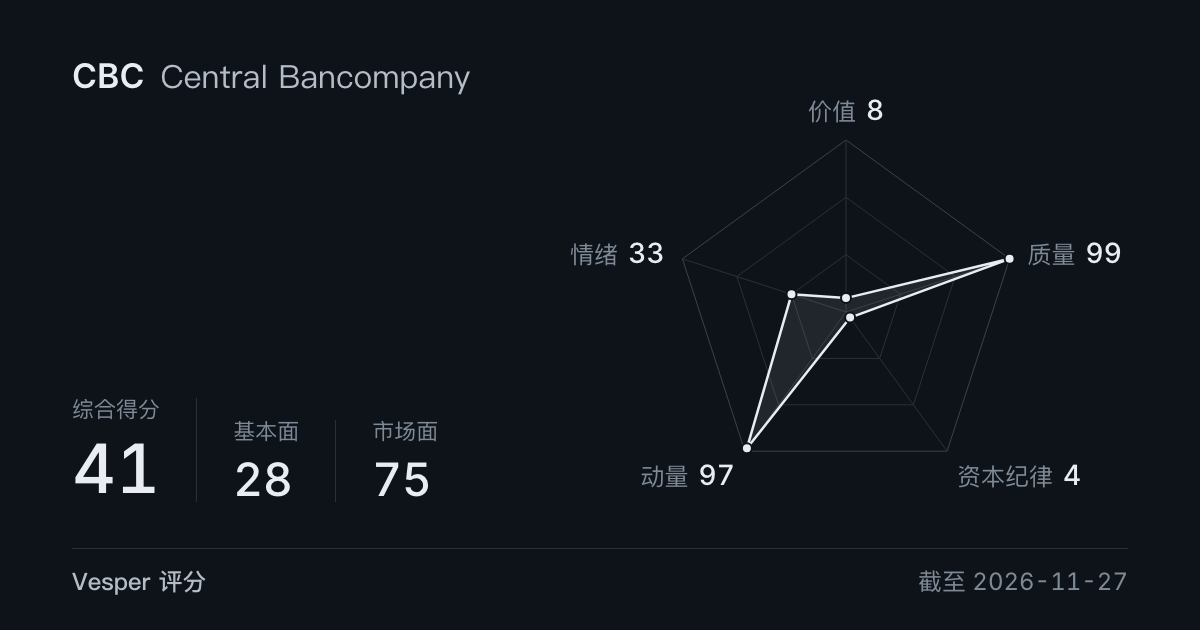 CBC Central Bancompany
价值 8
情绪 33
质量 99
动量 97
资本纪律 4
综合得分
41
基本面
28
市场面
75
Vesper 评分
截至 2026-11-27